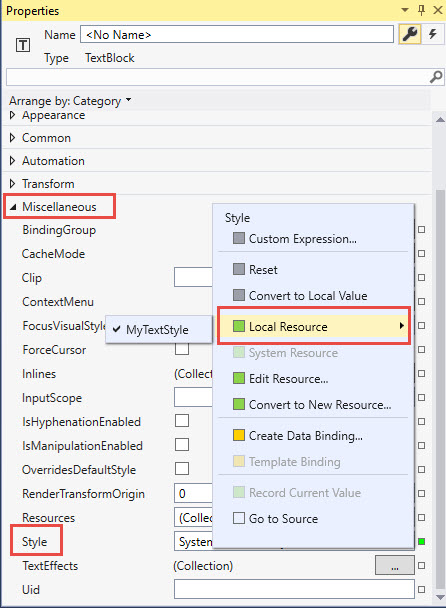 Properties
Name <No Name>
Type TextBlock
Arrange by: Category
Appearance
Common
Automation
Transform
Miscellaneous
BindingGroup
CacheMode
Clip
ContextMenu
FocusVisualStyle
ForceCursor
Inlines (Collection
InputScope
IsHyphenationEnabled
IsManipulationEnabled
OverridesDefaultStyle
RenderTransformOrigin 0
Resources (Collec
Style System
TextEffects (Collection) ...
Uid
Style
Custom Expression...
Reset
Convert to Local Value
Local Resource
System Resource
Edit Resource...
Convert to New Resource...
Create Data Binding...
Template Binding
Record Current Value
Go to Source
MyTextStyle